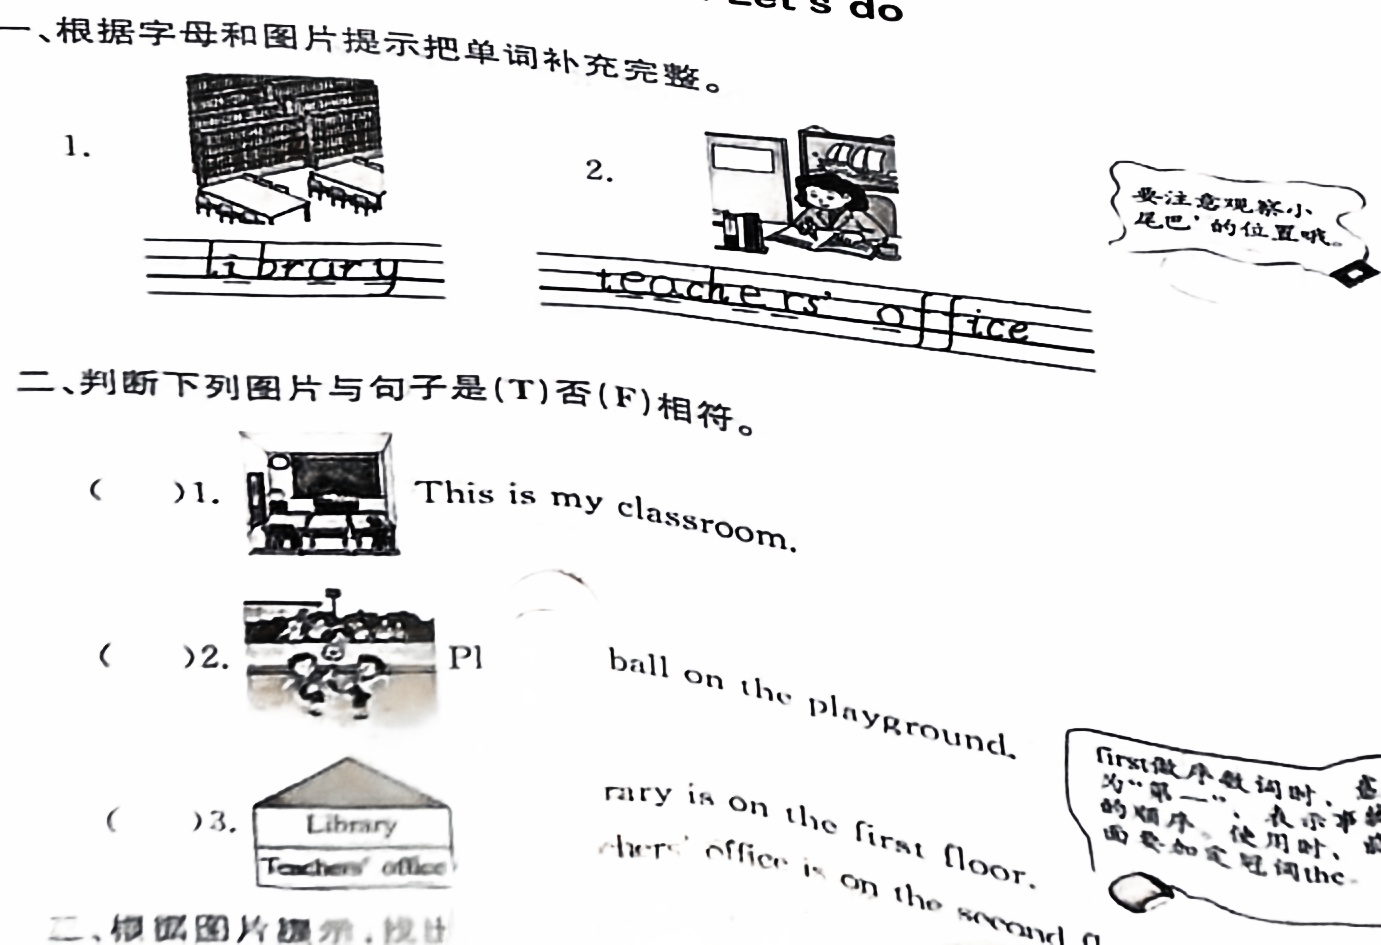 Let's do
一、根据字母和图片提示把单词补充完整。
1.
library
2.
teachers' office
要注意观察小
尾巴'的位置哦。
二、判断下列图片与句子是(T)否(F)相符。
( )1. This is my classroom.
( )2. Pl ball on the playground.
( )3. Library
Teachers' office
rary is on the first floor.
chers' office is on the second
first做序数词时，意
为“第一”，表示事物
的顺序。使用时，前
面要加定冠词the.
三、根据图片提示，找出